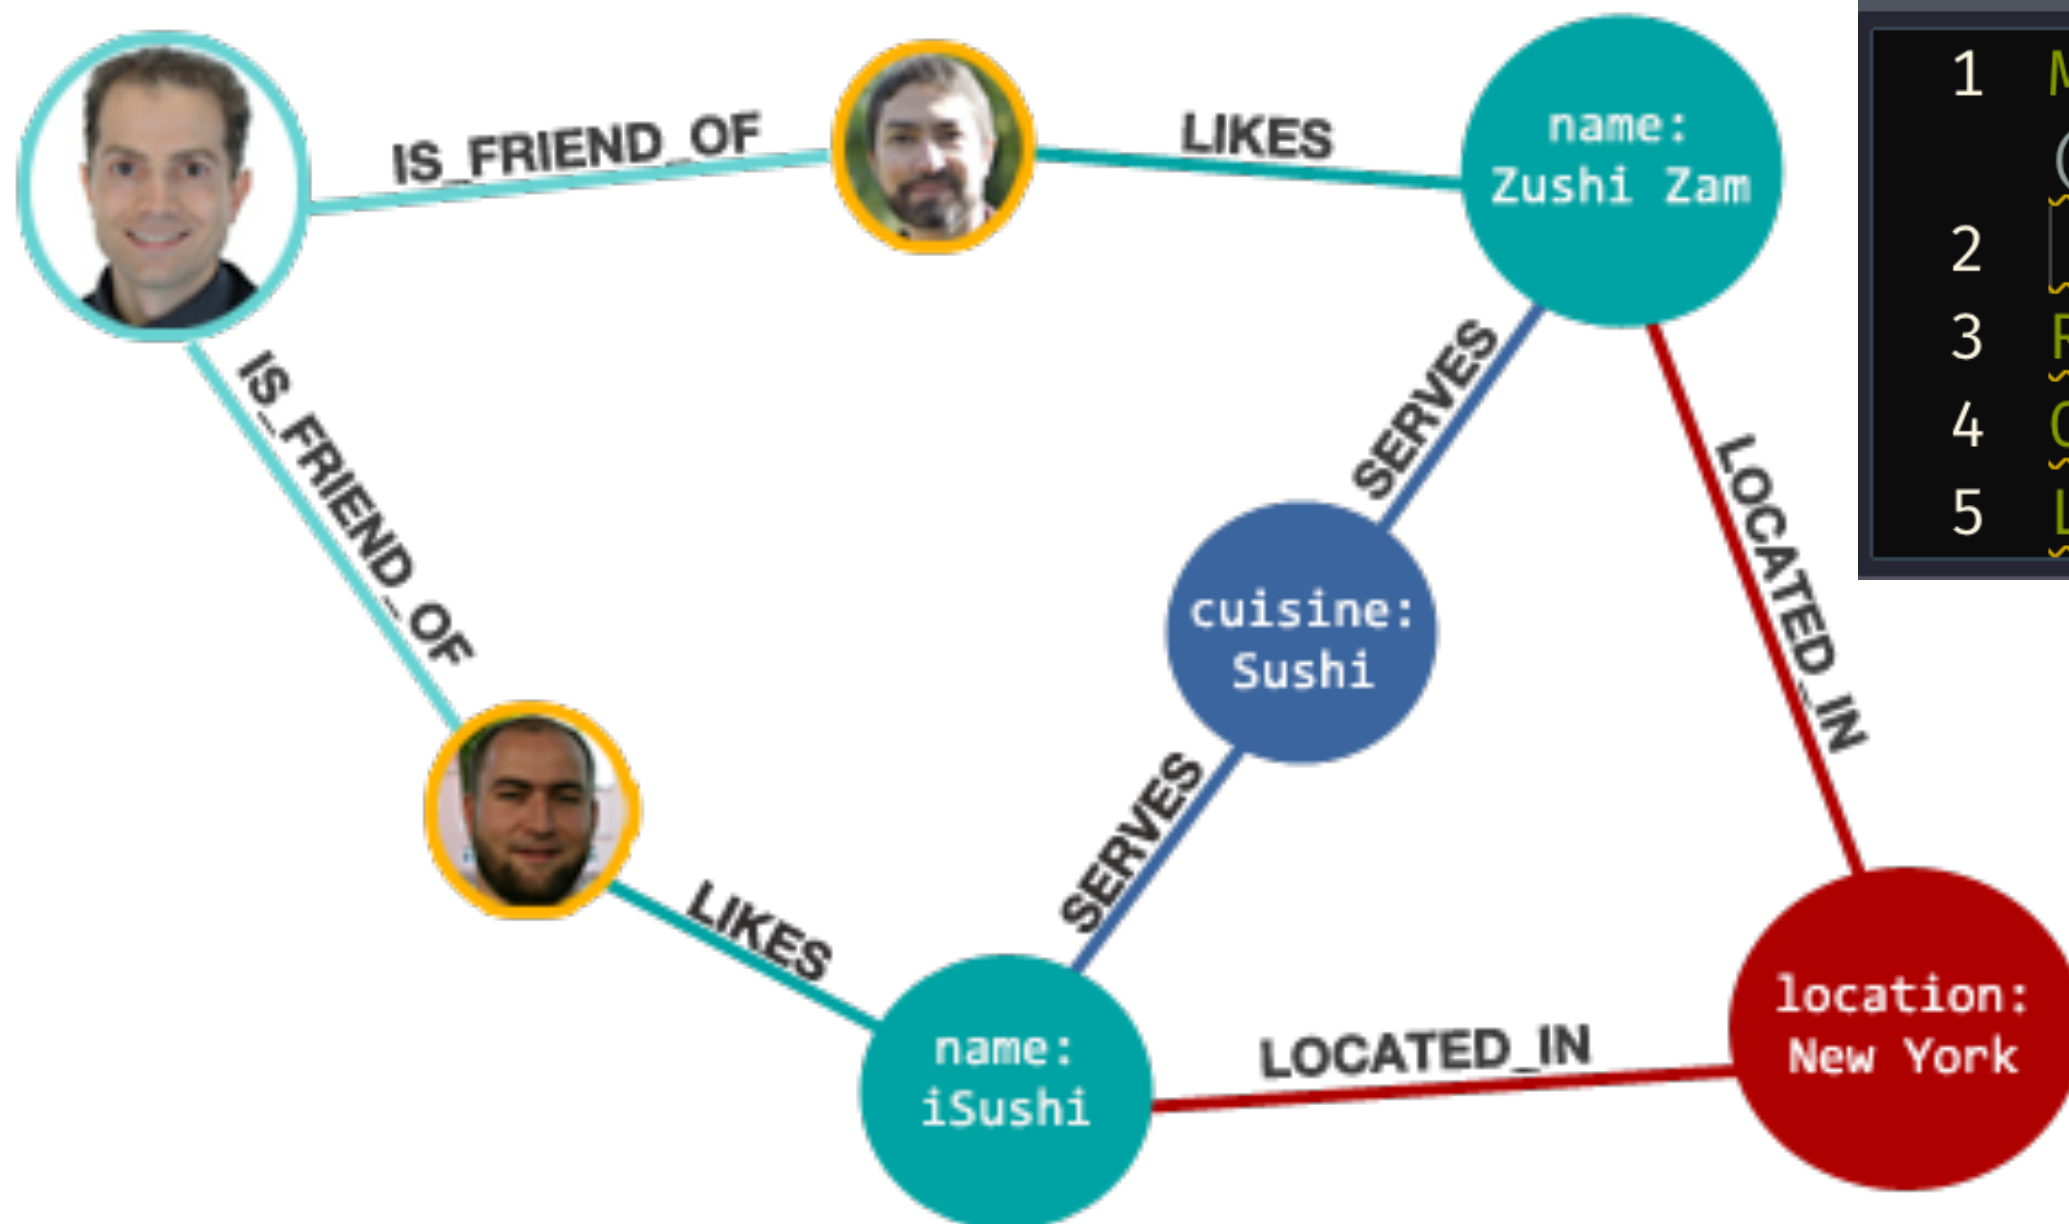 IS_FRIEND_OF
LIKES
name:
Zushi Zam
IS_FRIEND_OF
SERVES
LOCATED_IN
cuisine:
Sushi
SERVES
LIKES
name:
iSushi
LOCATED_IN
location:
New York
1
(
2
3
4
5 L